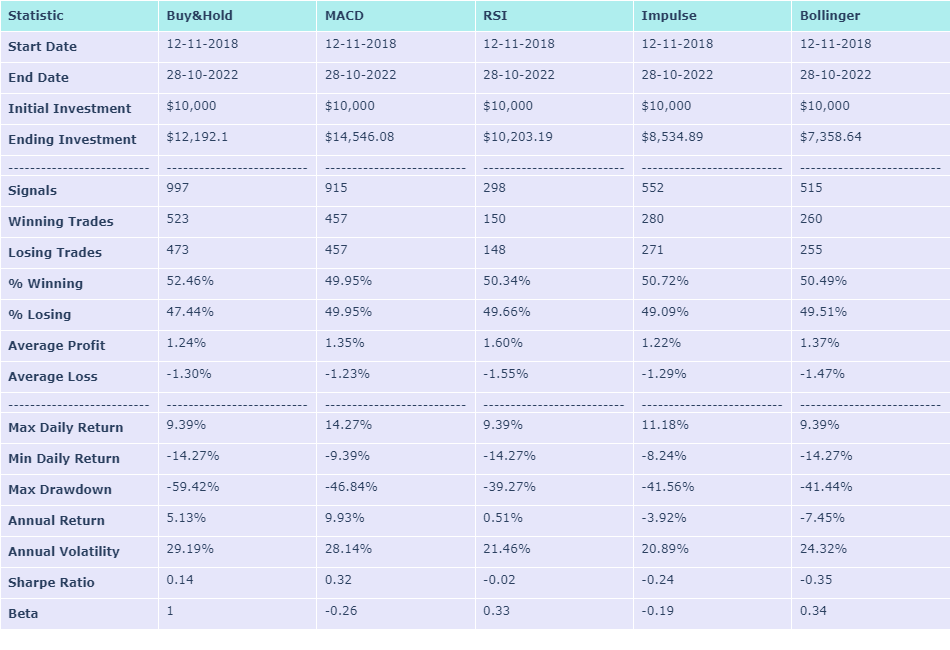 Statistic Buy&Hold MACD RSI Impulse Bollinger
Start Date 12-11-2018 12-11-2018 12-11-2018 12-11-2018 12-11-2018
End Date 28-10-2022 28-10-2022 28-10-2022 28-10-2022 28-10-2022
Initial Investment $10,000 $10,000 $10,000 $10,000 $10,000
Ending Investment $12,192.1 $14,546.08 $10,203.19 $8,534.89 $7,358.64
-------------------------- -------------------------- -------------------------- -------------------------- -------------------------- --------------------------
Signals 997 915 298 552 515
Winning Trades 523 457 150 280 260
Losing Trades 473 457 148 271 255
% Winning 52.46% 49.95% 50.34% 50.72% 50.49%
% Losing 47.44% 49.95% 49.66% 49.09% 49.51%
Average Profit 1.24% 1.35% 1.60% 1.22% 1.37%
Average Loss -1.30% -1.23% -1.55% -1.29% -1.47%
-------------------------- -------------------------- -------------------------- -------------------------- -------------------------- --------------------------
Max Daily Return 9.39% 14.27% 9.39% 11.18% 9.39%
Min Daily Return -14.27% -9.39% -14.27% -8.24% -14.27%
Max Drawdown -59.42% -46.84% -39.27% -41.56% -41.44%
Annual Return 5.13% 9.93% 0.51% -3.92% -7.45%
Annual Volatility 29.19% 28.14% 21.46% 20.89% 24.32%
Sharpe Ratio 0.14 0.32 -0.02 -0.24 -0.35
Beta 1 -0.26 0.33 -0.19 0.34